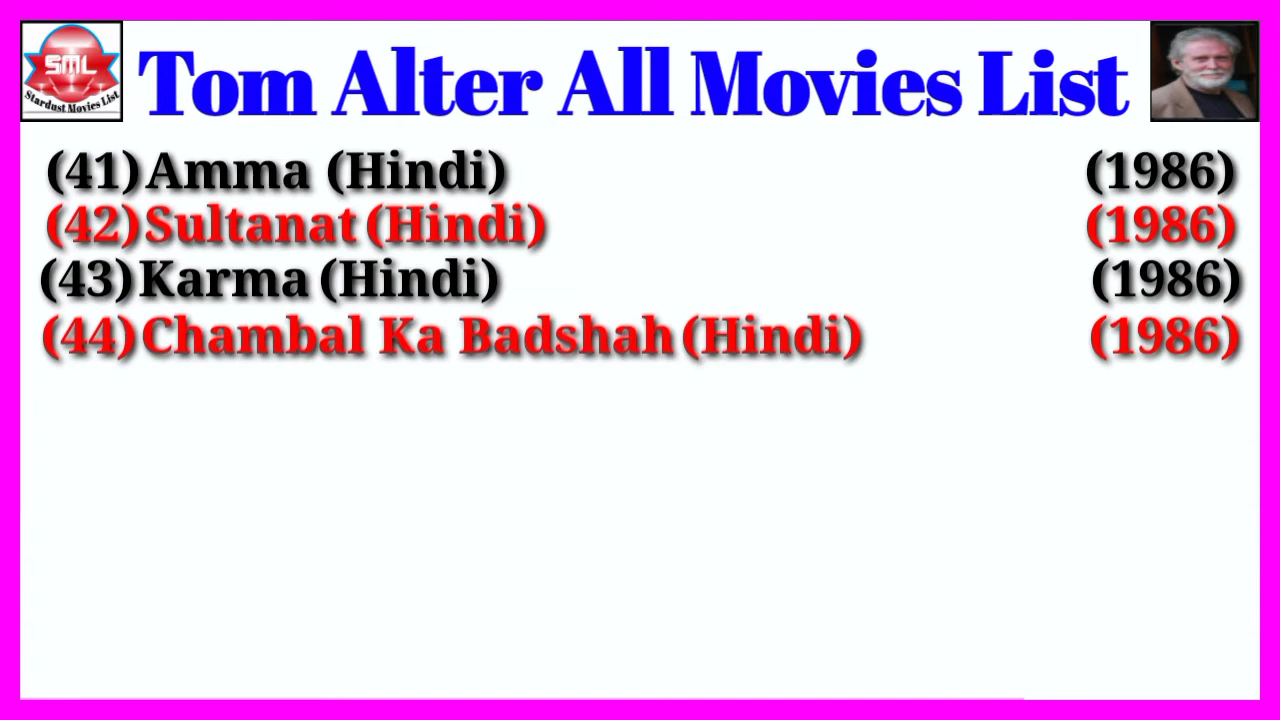 SML
Stardust Movies List
Tom Alter All Movies List
(41) Amma (Hindi) (1986)
(42) Sultanat (Hindi) (1986)
(43) Karma (Hindi) (1986)
(44) Chambal Ka Badshah (Hindi) (1986)